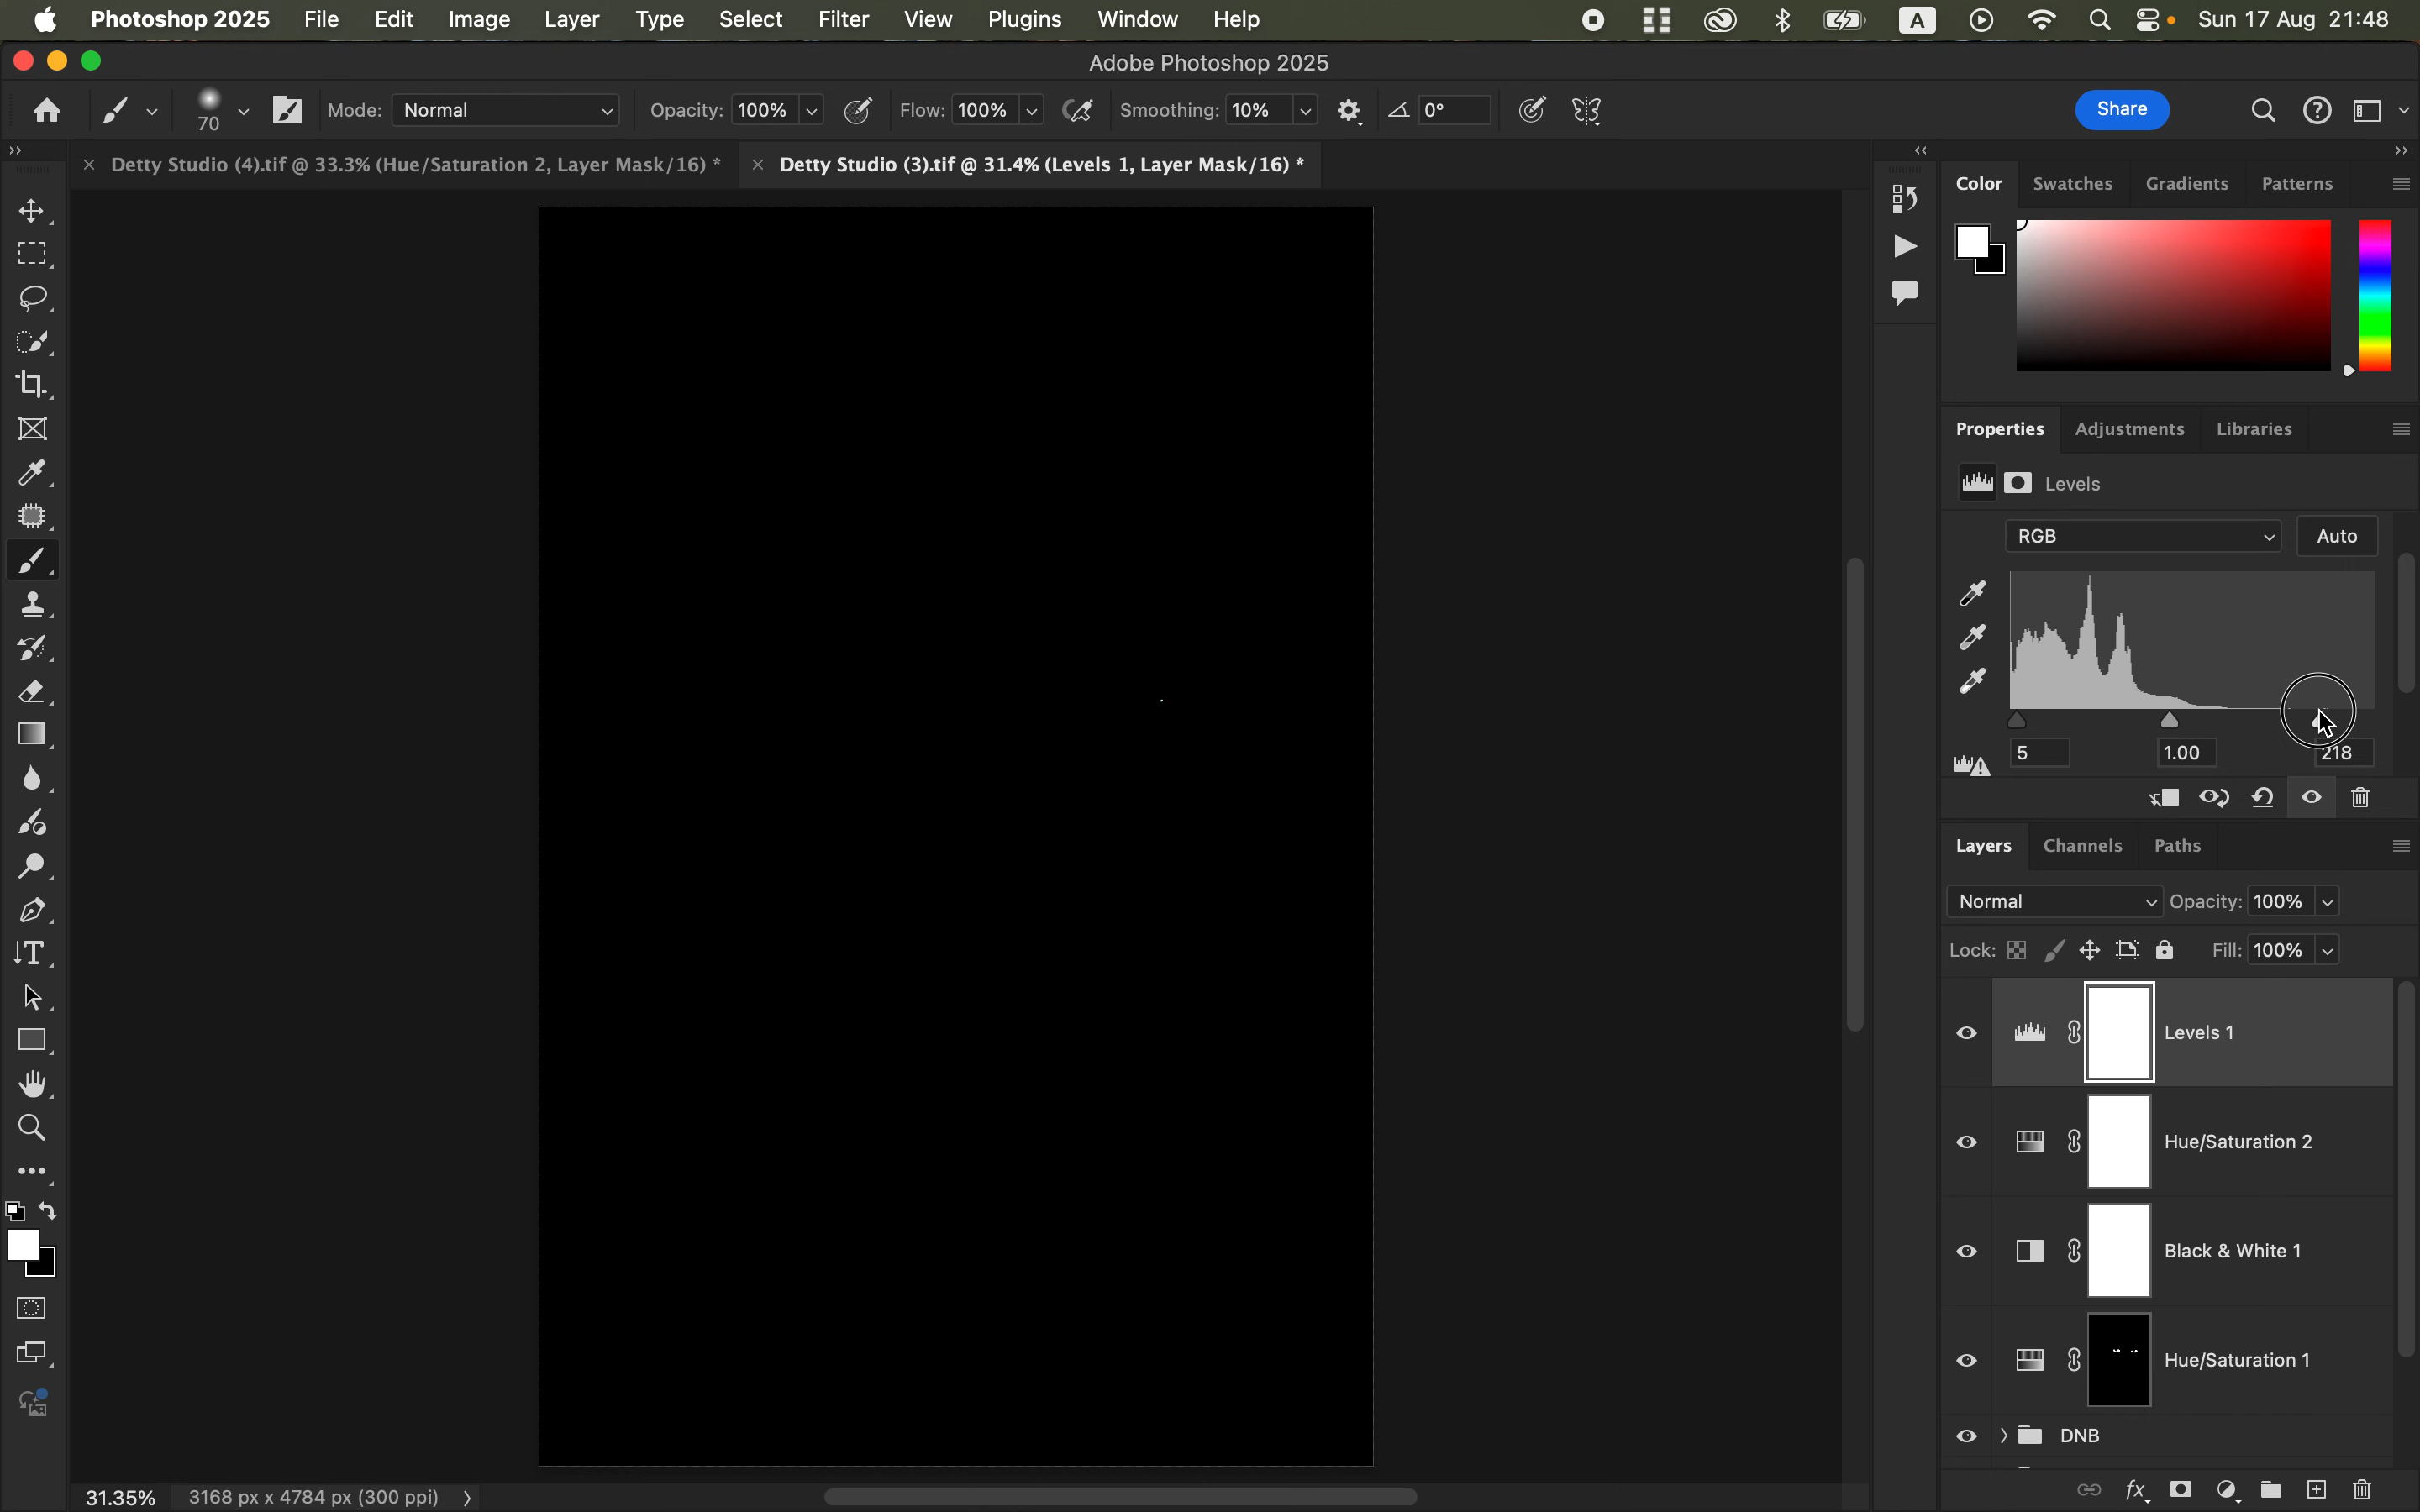 Photoshop 2025 File Edit Image Layer Type Select Filter View Plugins Window Help A Sun 17 Aug 21:48
Adobe Photoshop 2025
70 Mode: Normal Opacity: 100% Flow: 100% Smoothing: 10% 0° Share
Detty Studio (4).tif @ 33.3% (Hue/Saturation 2, Layer Mask/16) *
Detty Studio (3).tif @ 31.4% (Levels 1, Layer Mask/16) *
Color Swatches Gradients Patterns
Properties Adjustments Libraries
Levels
RGB Auto
5 1.00 218
Layers Channels Paths
Normal Opacity: 100%
Lock: Fill: 100%
Levels 1
Hue/Saturation 2
Black & White 1
Hue/Saturation 1
DNB
fx
31.35% 3168 px x 4784 px (300 ppi)